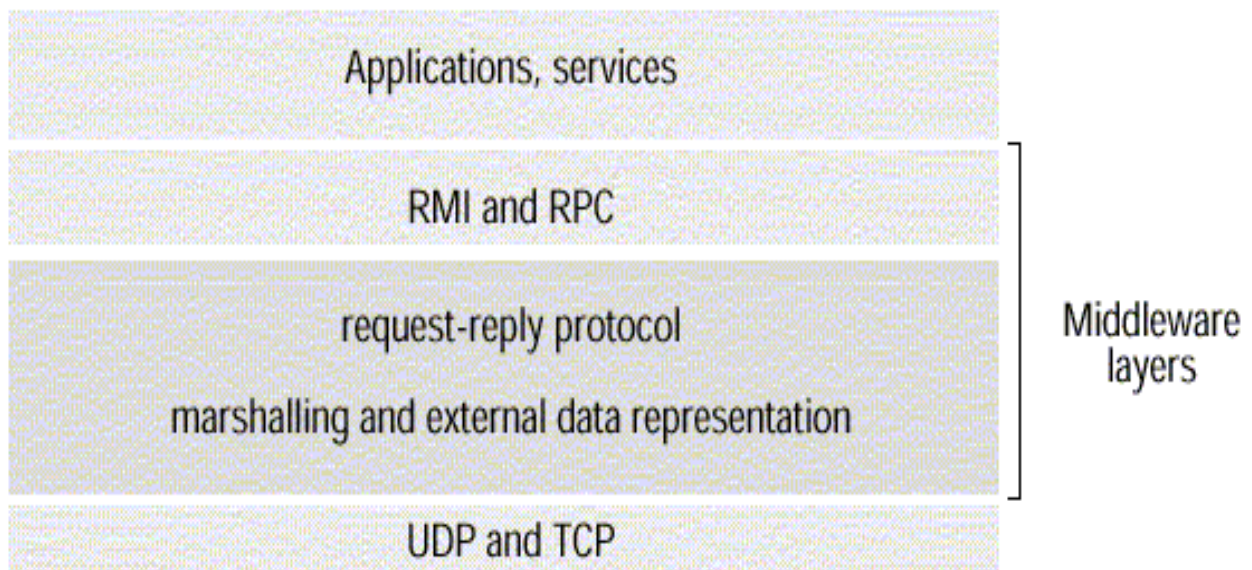 Applications, services
RMI and RPC
request-reply protocol
marshalling and external data representation
Middleware
layers
UDP and TCP